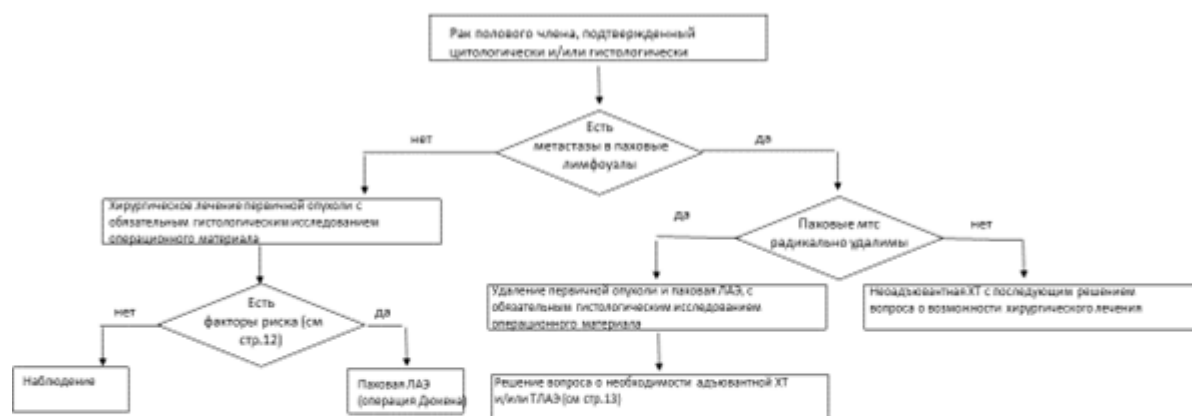 Рак полового члена, подтвержденный
цитологически и/или гистологически
Есть
метастазы в паховые
лимфоузлы
нет
да
Хирургическое лечение первичной опухоли с
обязательным гистологическим исследованием
операционного материала
Паховые мтс
радикально удалимы
да
нет
Удаление первичной опухоли и паховая ЛАЭ, с
обязательным гистологическим исследованием
операционного материала
Неоадъювантная ХТ с последующим решением
вопроса о возможности хирургического лечения
Есть
факторы риска (см
стр.12)
нет
да
Наблюдение
Паховая ЛАЭ
(операция Дюкена)
Решение вопроса о необходимости адъювантной ХТ
и/или ТЛАЭ (см стр.13)